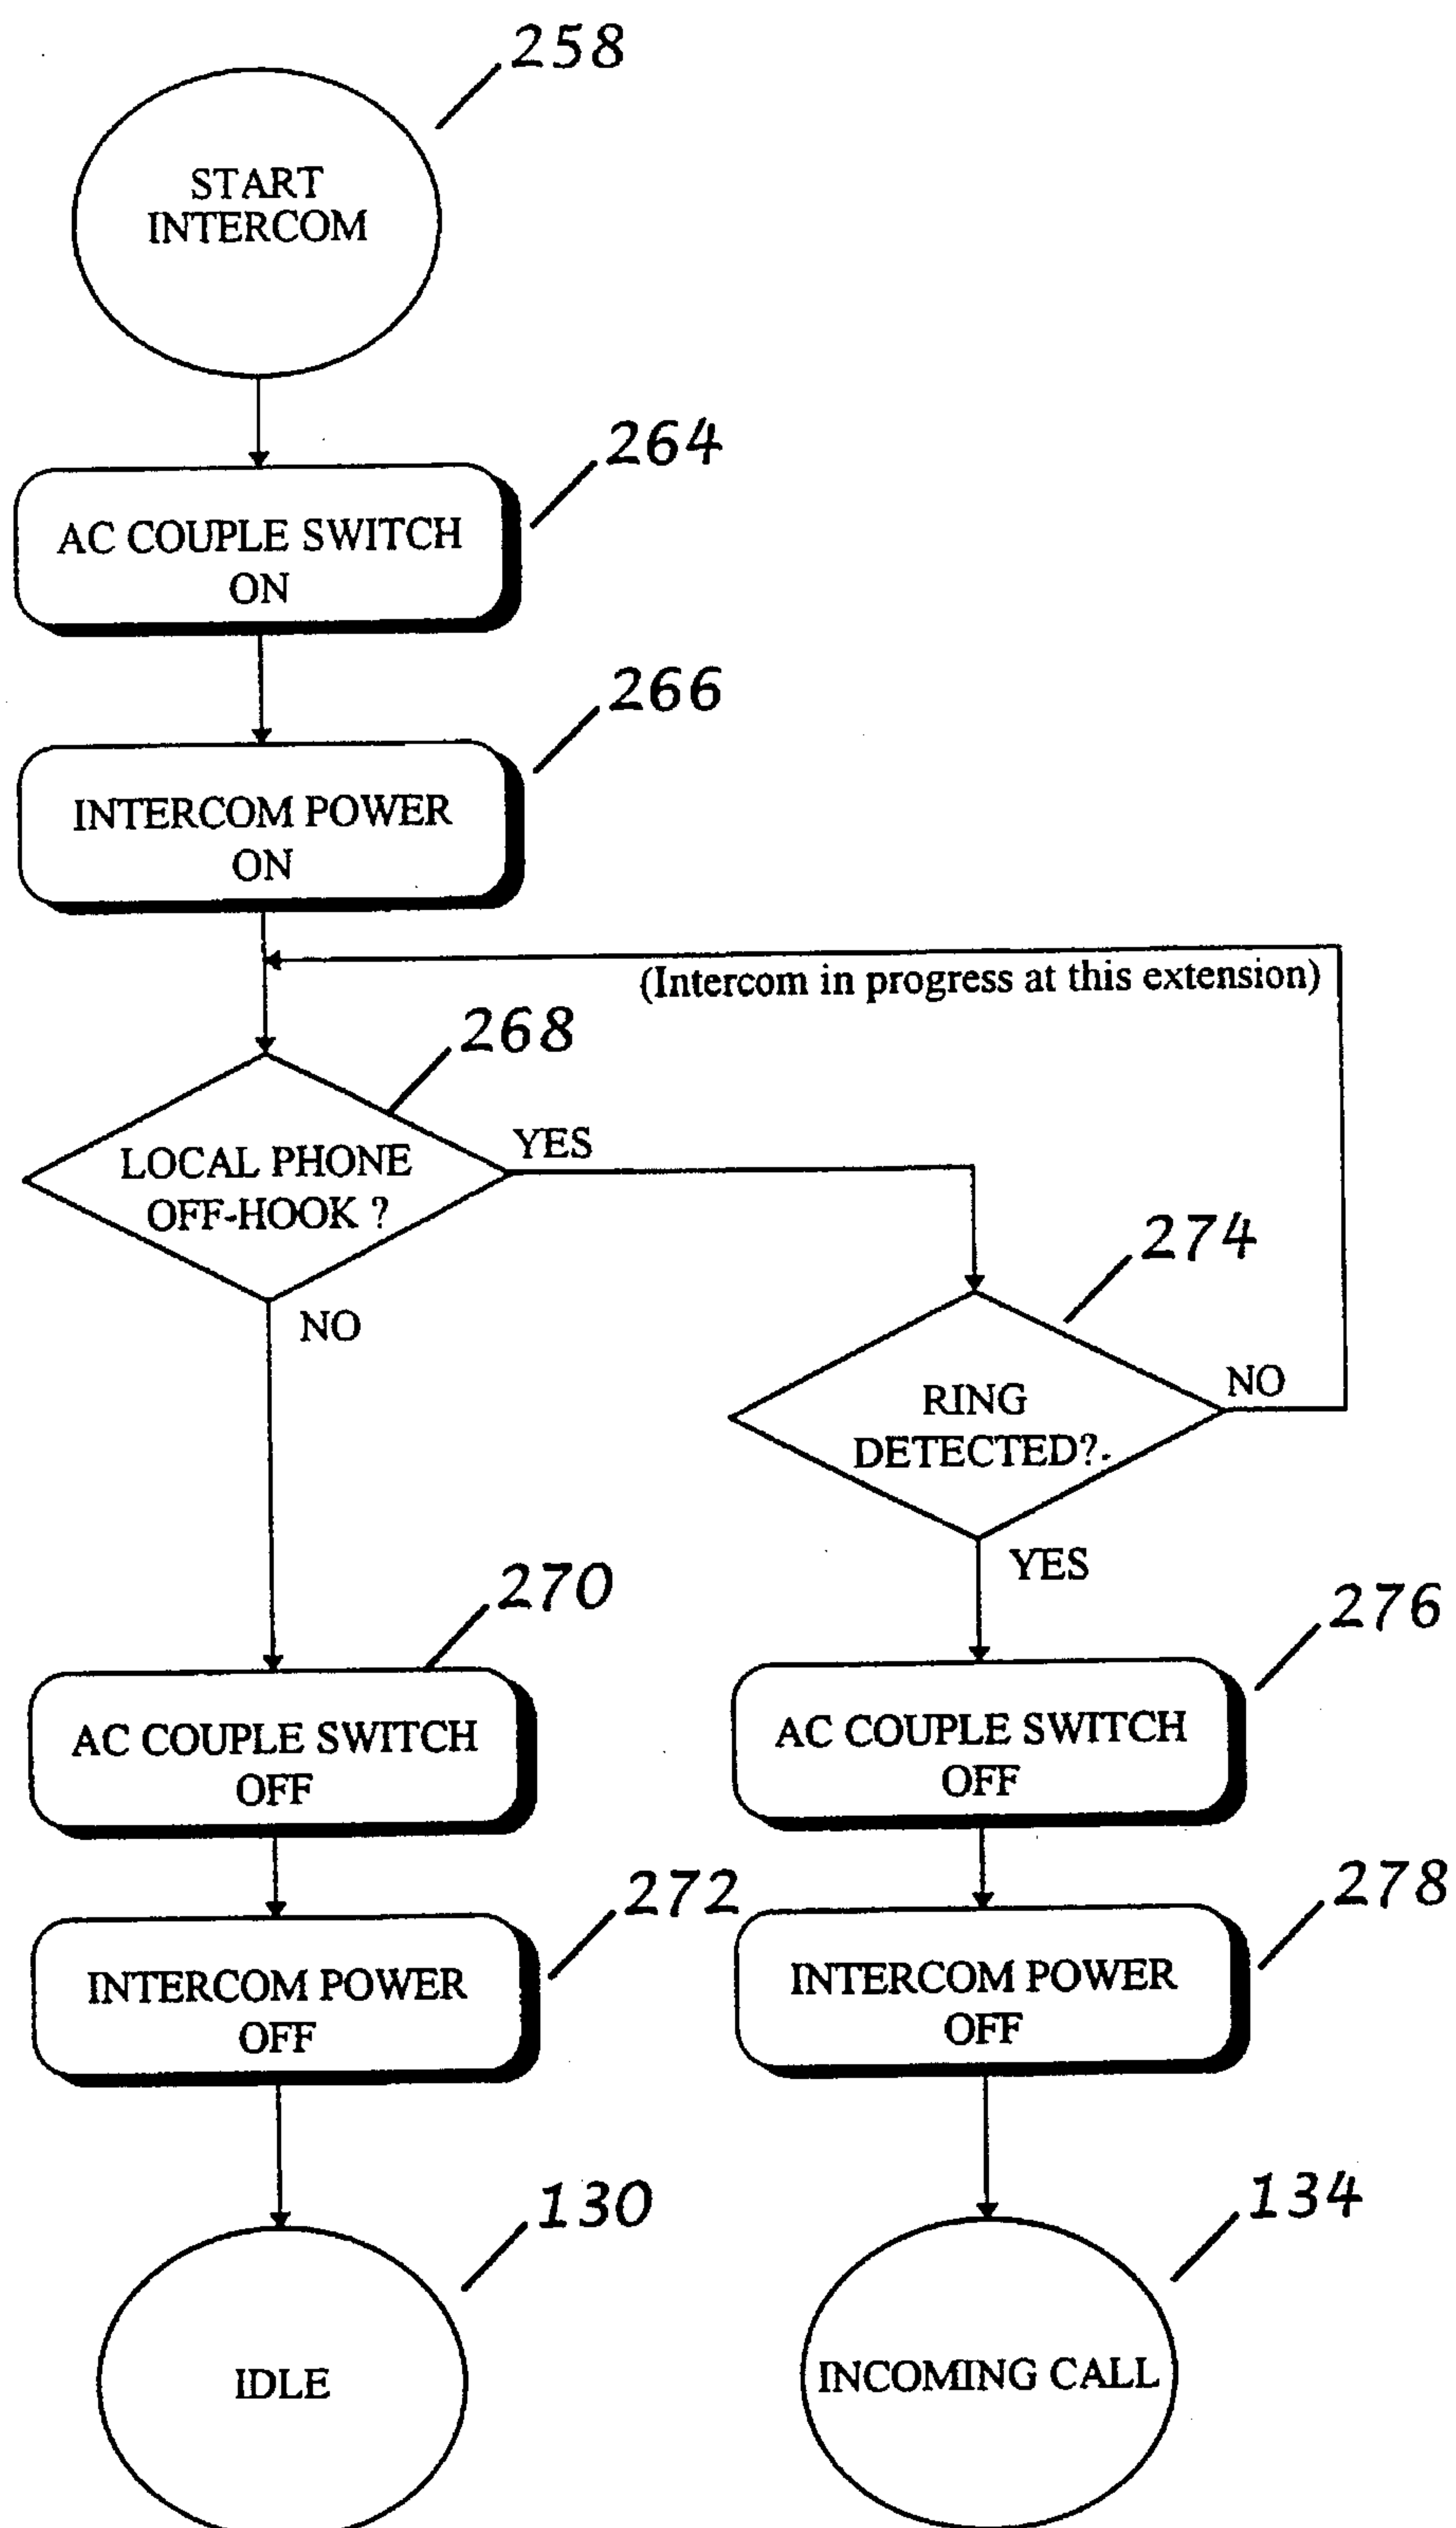 258
START
INTERCOM
264
AC COUPLE SWITCH
ON
266
INTERCOM POWER
ON
(Intercom in progress at this extension)
268
LOCAL PHONE
OFF-HOOK ?
YES
NO
274
RING
DETECTED?
NO
YES
270
AC COUPLE SWITCH
OFF
276
AC COUPLE SWITCH
OFF
272
INTERCOM POWER
OFF
278
INTERCOM POWER
OFF
130
IDLE
134
INCOMING CALL